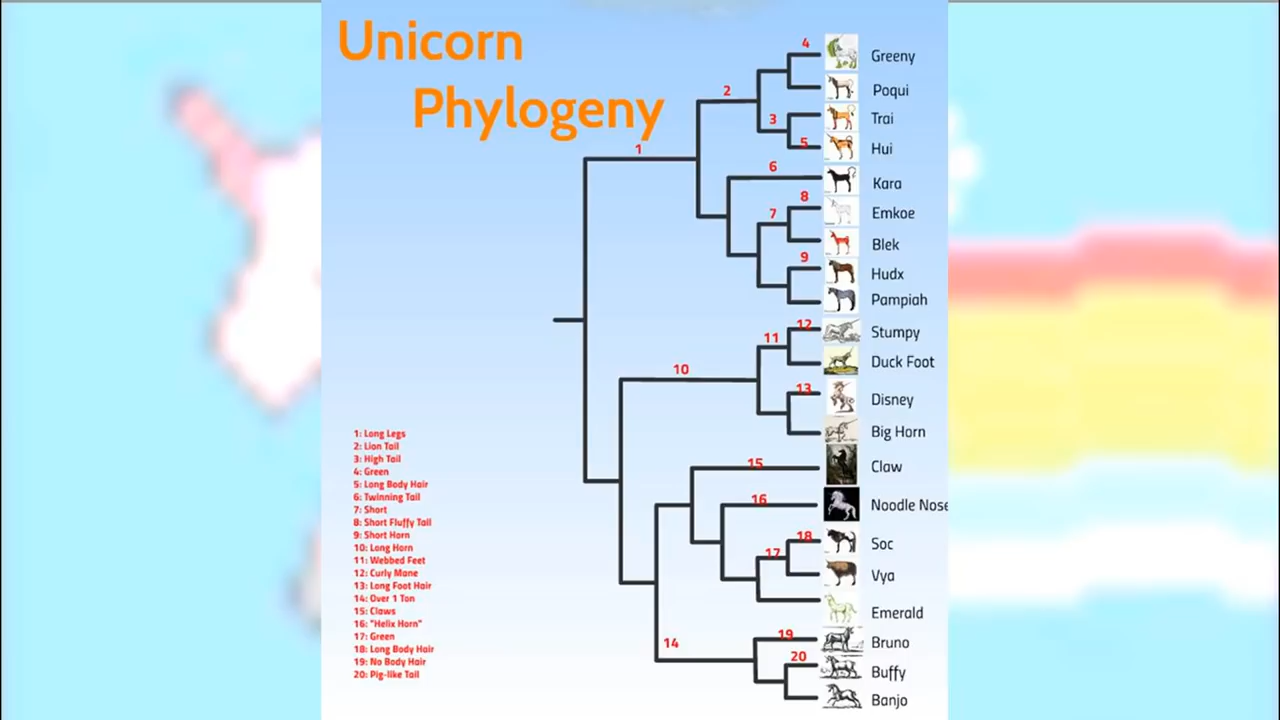 Unicorn
Phylogeny
4
Greeny
Poqui
2
Trai
3
5
Hui
1
6
Kara
8
Emkoe
7
Blek
9
Hudx
Pampiah
12
Stumpy
11
Duck Foot
10
13
Disney
Big Horn
15
Claw
16
Noodle Nose
18
Soc
17
Vya
Emerald
19
Bruno
14
20
Buffy
Banjo
1: Long Legs
2: Lion Tail
3: High Tail
4: Green
5: Long Body Hair
6: Twinning Tail
7: Short
8: Short Fluffy Tail
9: Short Horn
10: Long Horn
11: Webbed Feet
12: Curly Mane
13: Long Foot Hair
14: Over 1 Ton
15: Claws
16: "Helix Horn"
17: Green
18: Long Body Hair
19: No Body Hair
20: Pig-like Tail